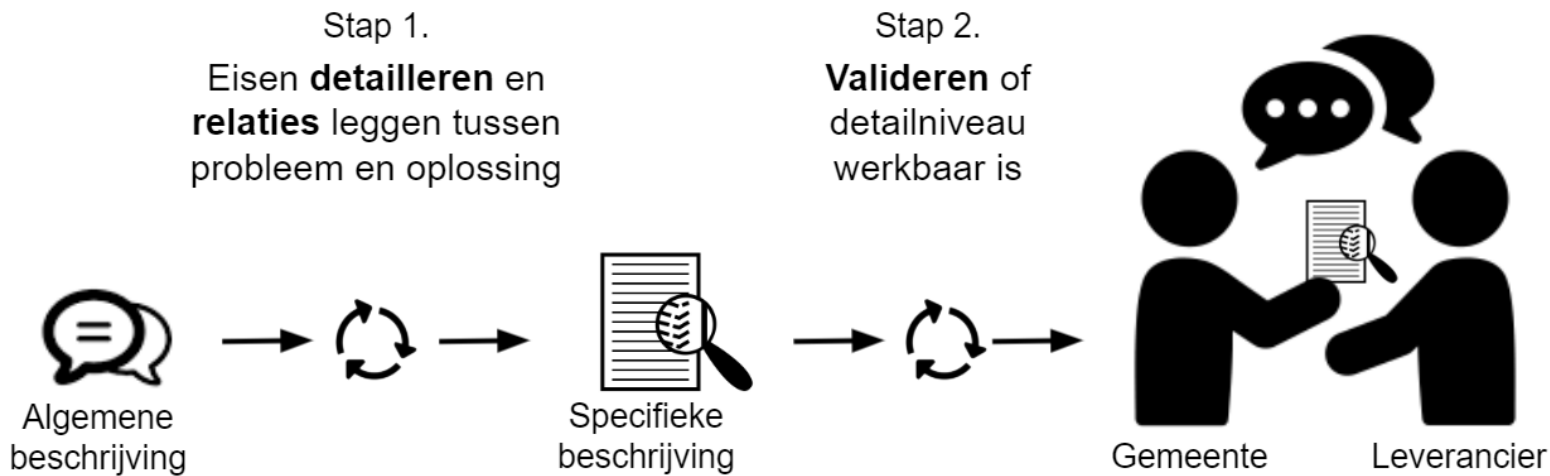 Stap 1.
Eisen detailleren en
relaties leggen tussen
probleem en oplossing
Stap 2.
Valideren of
detailniveau
werkbaar is
Algemene
beschrijving
Specifieke
beschrijving
Gemeente
Leverancier